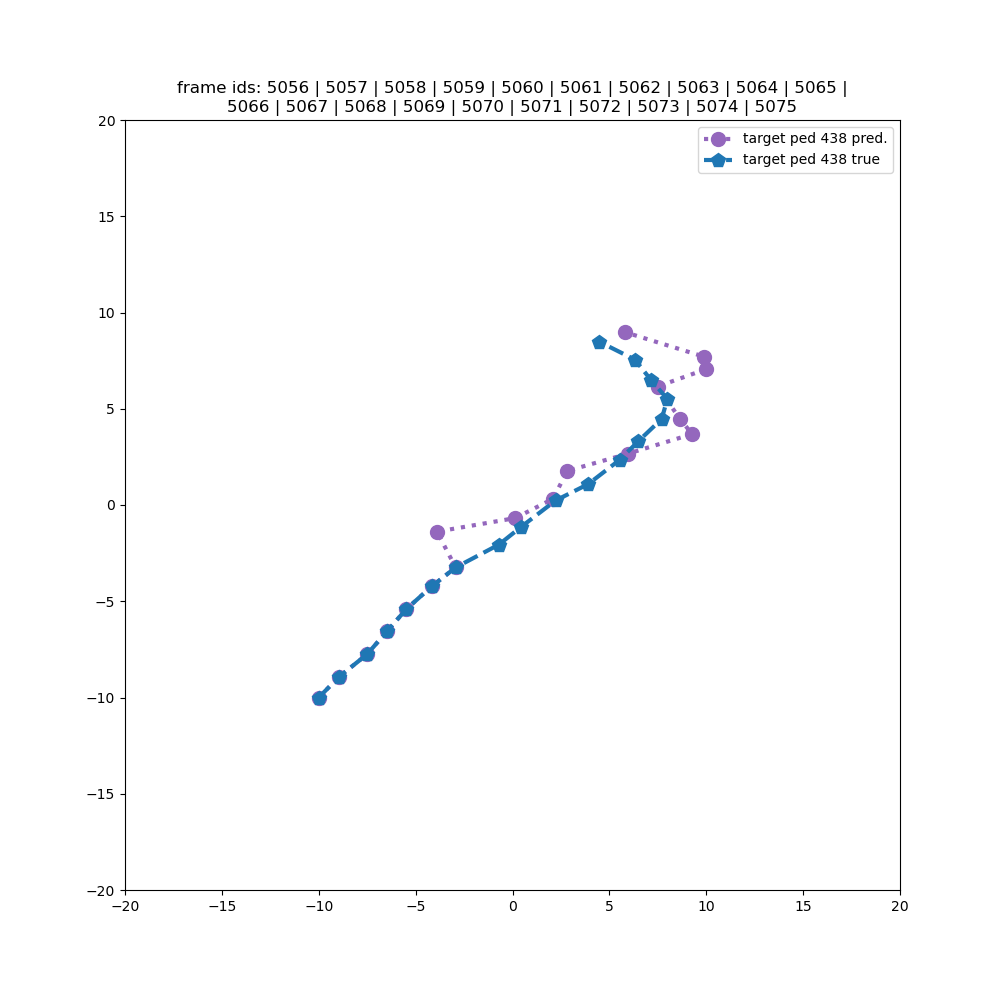 frame ids: 5056 | 5057 | 5058 | 5059 | 5060 | 5061 | 5062 | 5063 | 5064 | 5065 |
5066 | 5067 | 5068 | 5069 | 5070 | 5071 | 5072 | 5073 | 5074 | 5075
target ped 438 pred.
target ped 438 true
20
15
10
5
0
−5
−10
−15
−20
−20 −15 −10 −5 0 5 10 15 20